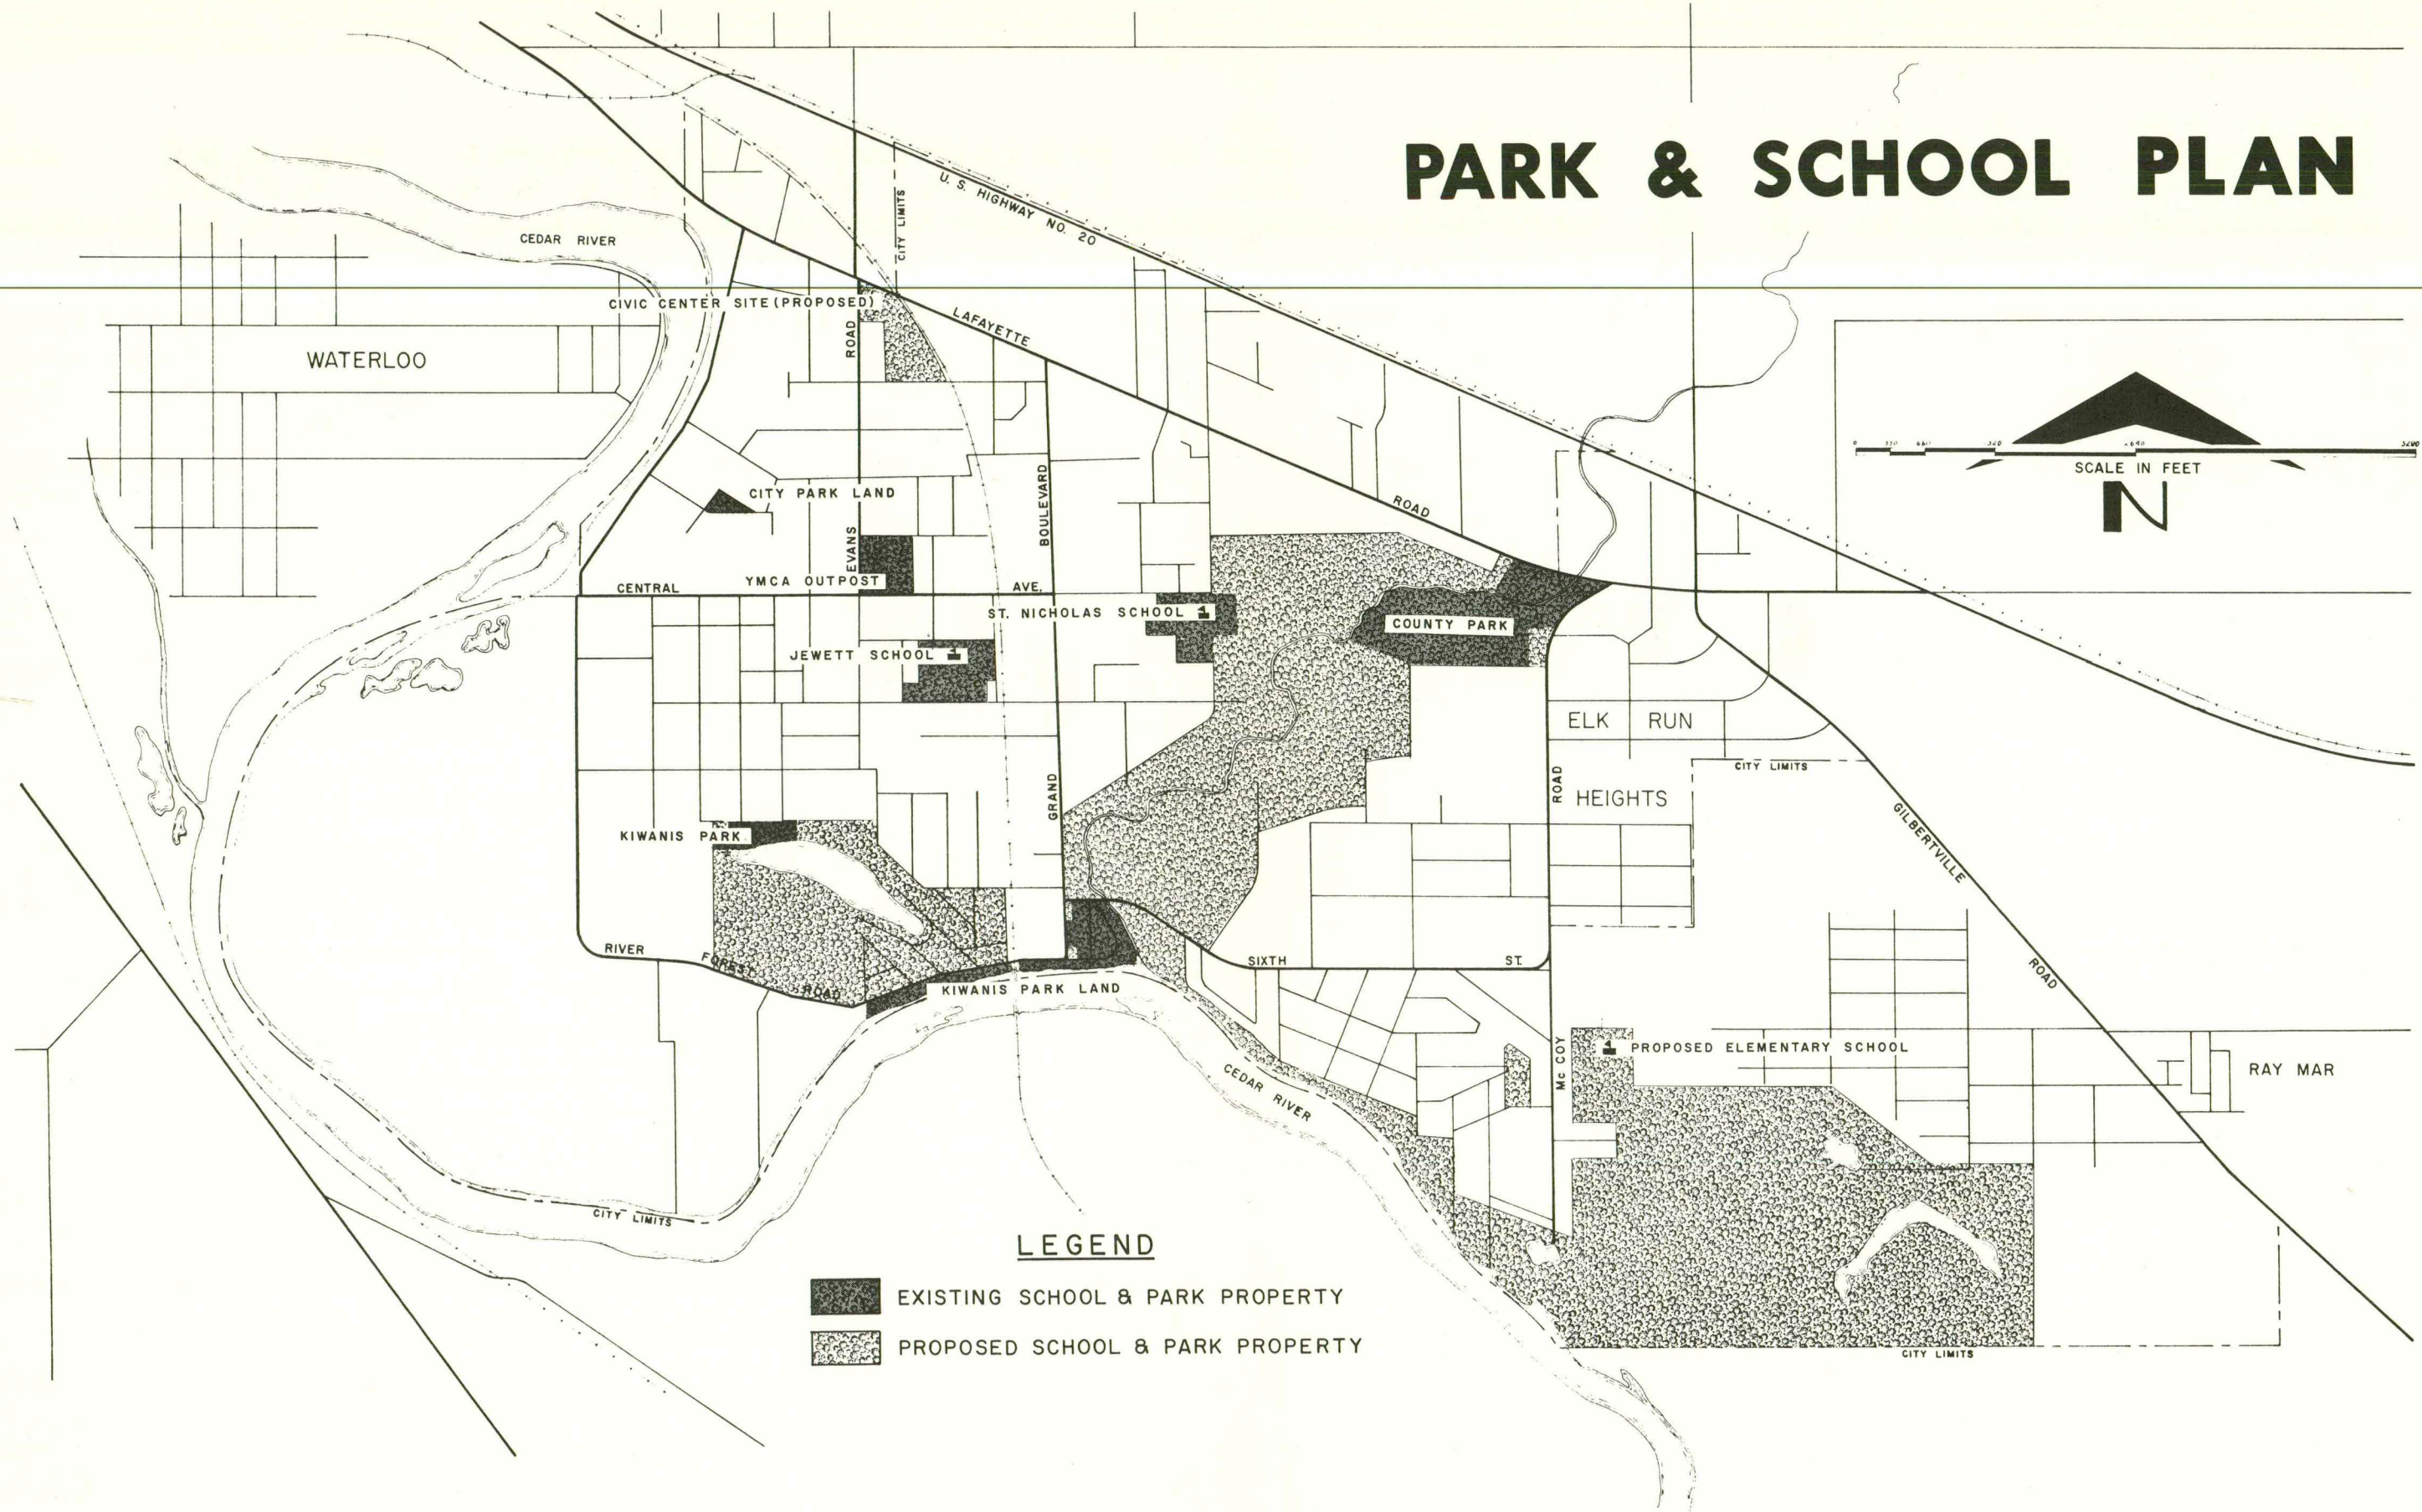 PARK & SCHOOL PLAN
CITY LIMITS
U. S. HIGHWAY NO. 20
CEDAR RIVER
CIVIC CENTER SITE (PROPOSED)
LAFAYETTE
ROAD
WATERLOO
SCALE IN FEET
N
CITY PARK LAND
BOULEVARD
ROAD
EVANS
YMCA OUTPOST
CENTRAL
AVE.
ST. NICHOLAS SCHOOL
COUNTY PARK
JEWETT SCHOOL
ELK RUN
HEIGHTS
CITY LIMITS
ROAD
GRAND
GILBERTVILLE
ROAD
KIWANIS PARK
RIVER
FOREST
ROAD
SIXTH
ST.
KIWANIS PARK LAND
Mc COY
PROPOSED ELEMENTARY SCHOOL
RAY MAR
CEDAR RIVER
CITY LIMITS
LEGEND
EXISTING SCHOOL & PARK PROPERTY
PROPOSED SCHOOL & PARK PROPERTY
CITY LIMITS